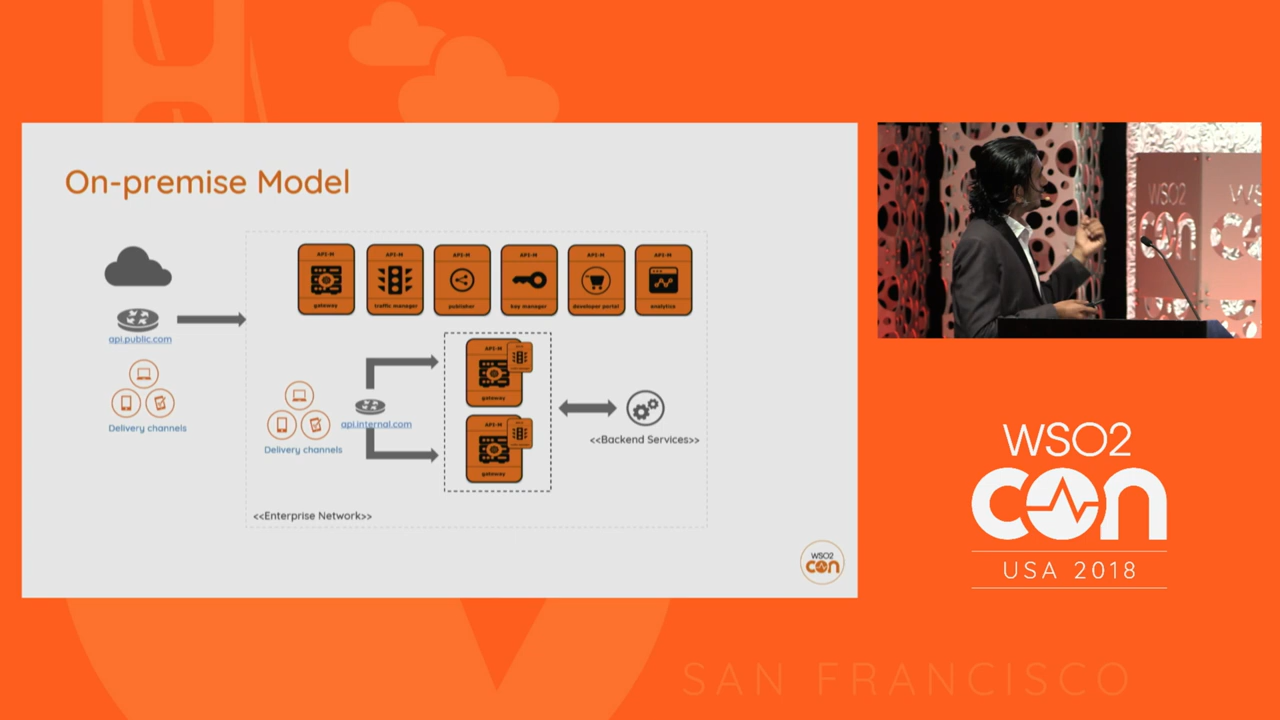 On-premise Model
API-M
gateway
API-M
traffic manager
API-M
publisher
API-M
key manager
API-M
developer portal
API-M
analytics
api.public.com
Delivery channels
Delivery channels
api.internal.com
API-M
gateway
API-M
gateway
<<Backend Services>>
<<Enterprise Network>>
WSO2
con
WSO2
con
WSO2
con
USA 2018
SAN FRANCISCO